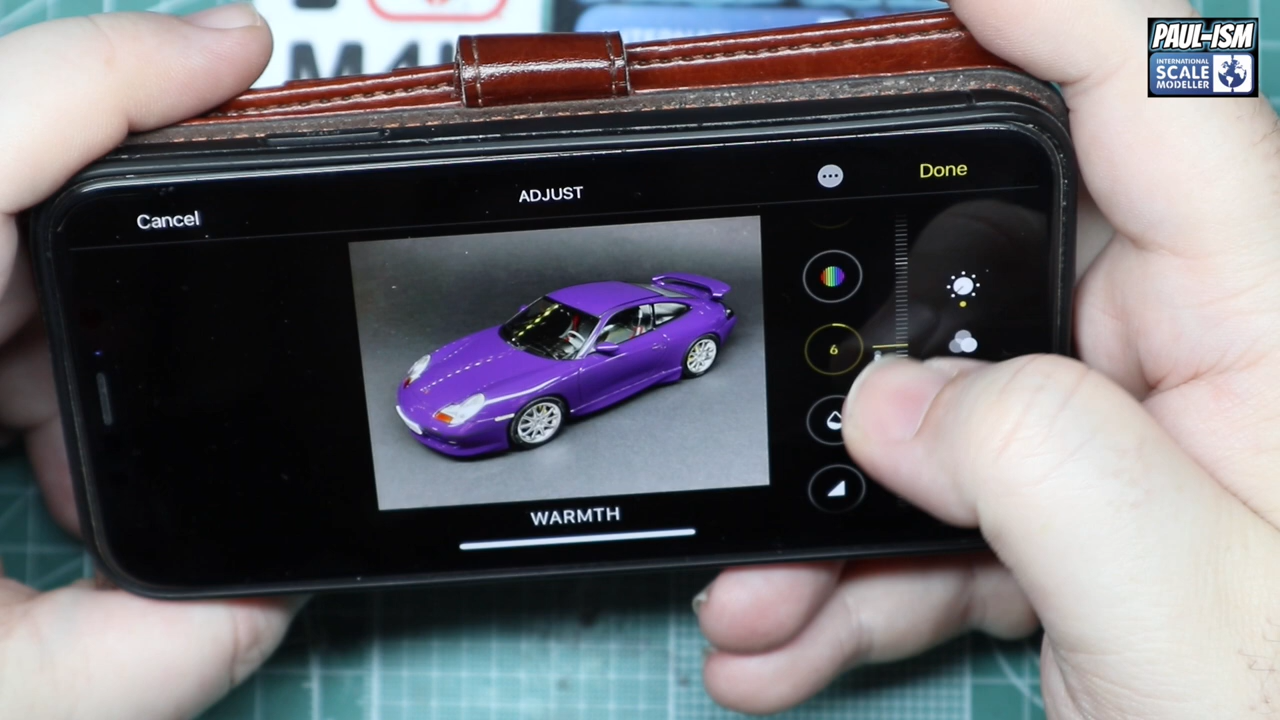 PAUL-ISM
INTERNATIONAL
SCALE
MODELLER
Cancel
ADJUST
Done
6
WARMTH